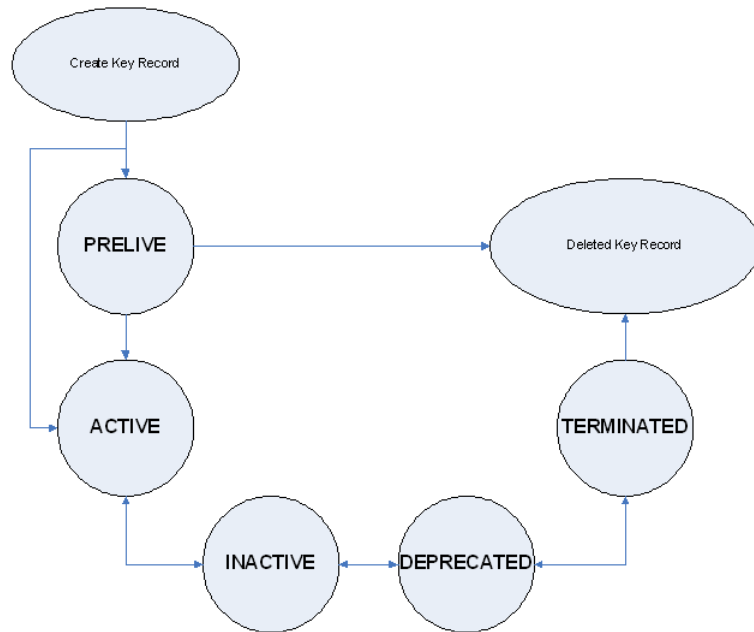 Create Key Record
PRELIVE
Deleted Key Record
ACTIVE
TERMINATED
INACTIVE
DEPRECATED